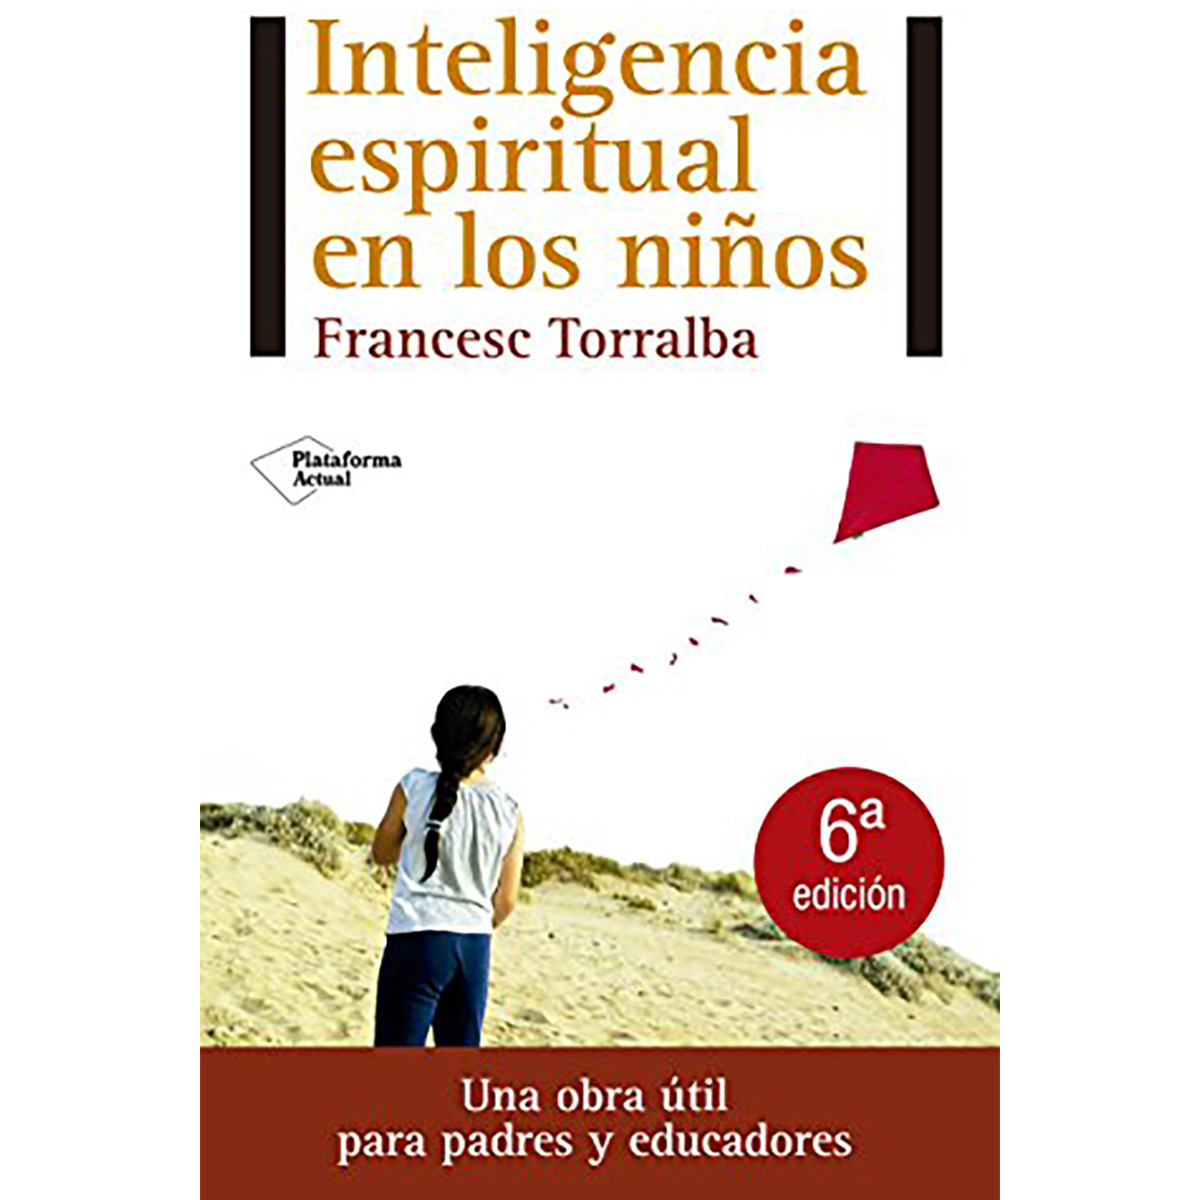 Inteligencia
espiritual
en los niños
Francesc Torralba
Plataforma
Actual
6ª
edición
Una obra útil
para padres y educadores